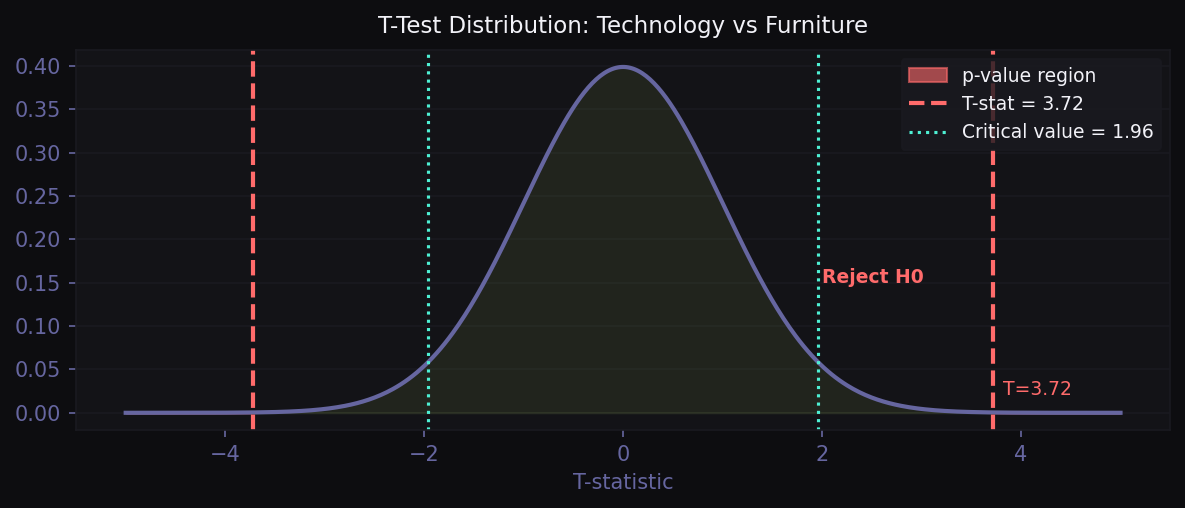 T-Test Distribution: Technology vs Furniture
0.40
0.35
0.30
0.25
0.20
0.15
0.10
0.05
0.00
p-value region
T-stat = 3.72
Critical value = 1.96
Reject H0
T=3.72
−4
−2
0
2
4
T-statistic